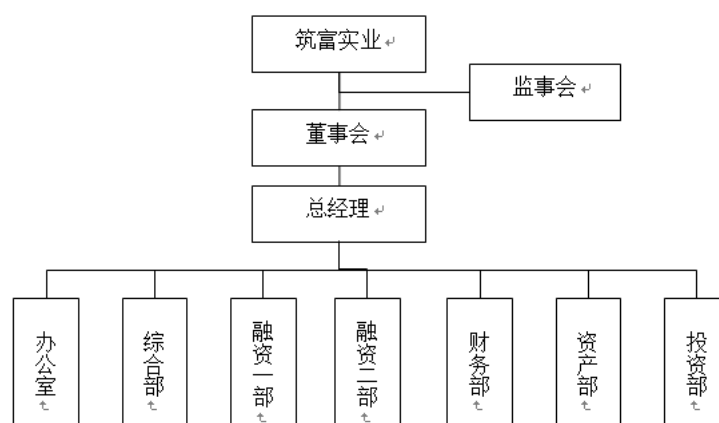 筑富实业
监事会
董事会
总经理
办公室
综合部
融资一部
融资二部
财务部
资产部
投资部